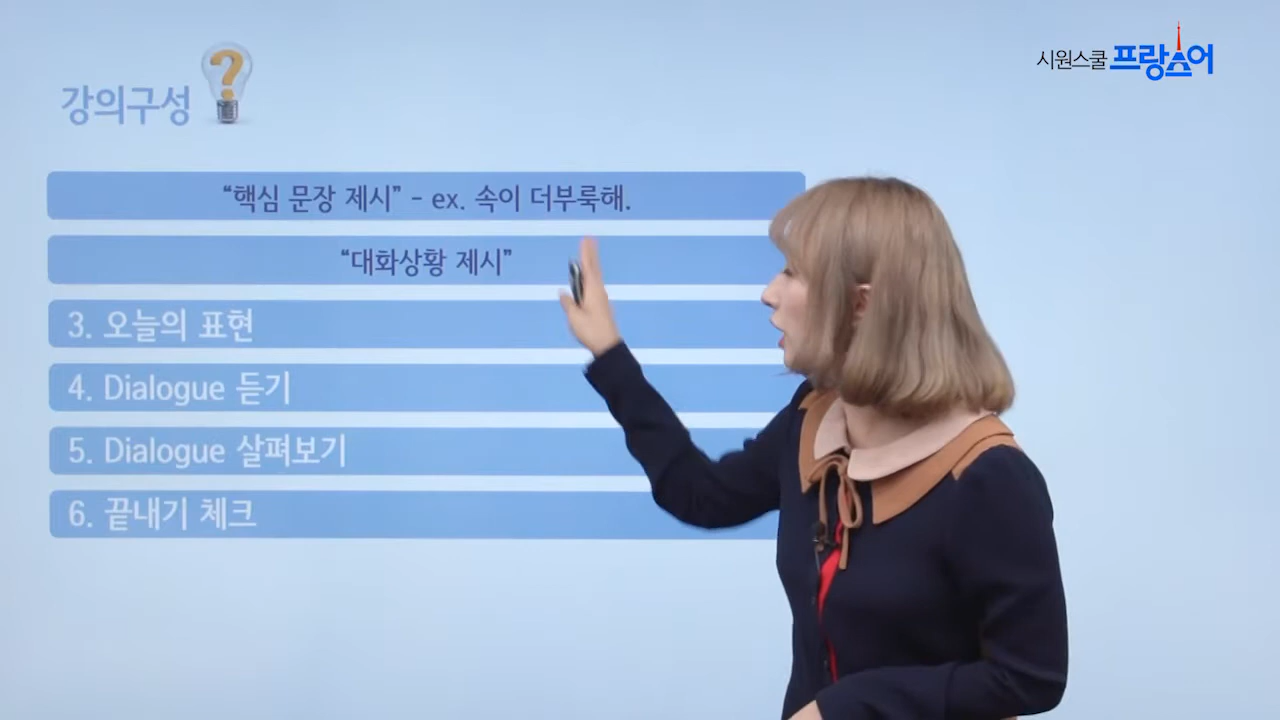 시원스쿨 프랑스어
강의구성
“핵심 문장 제시” - ex. 속이 더부룩해.
“대화상황 제시”
3. 오늘의 표현
4. Dialogue 듣기
5. Dialogue 살펴보기
6. 끝내기 체크